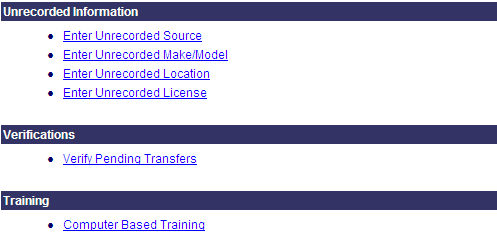 Unrecorded Information
Enter Unrecorded Source
Enter Unrecorded Make/Model
Enter Unrecorded Location
Enter Unrecorded License
Verifications
Verify Pending Transfers
Training
Computer Based Training